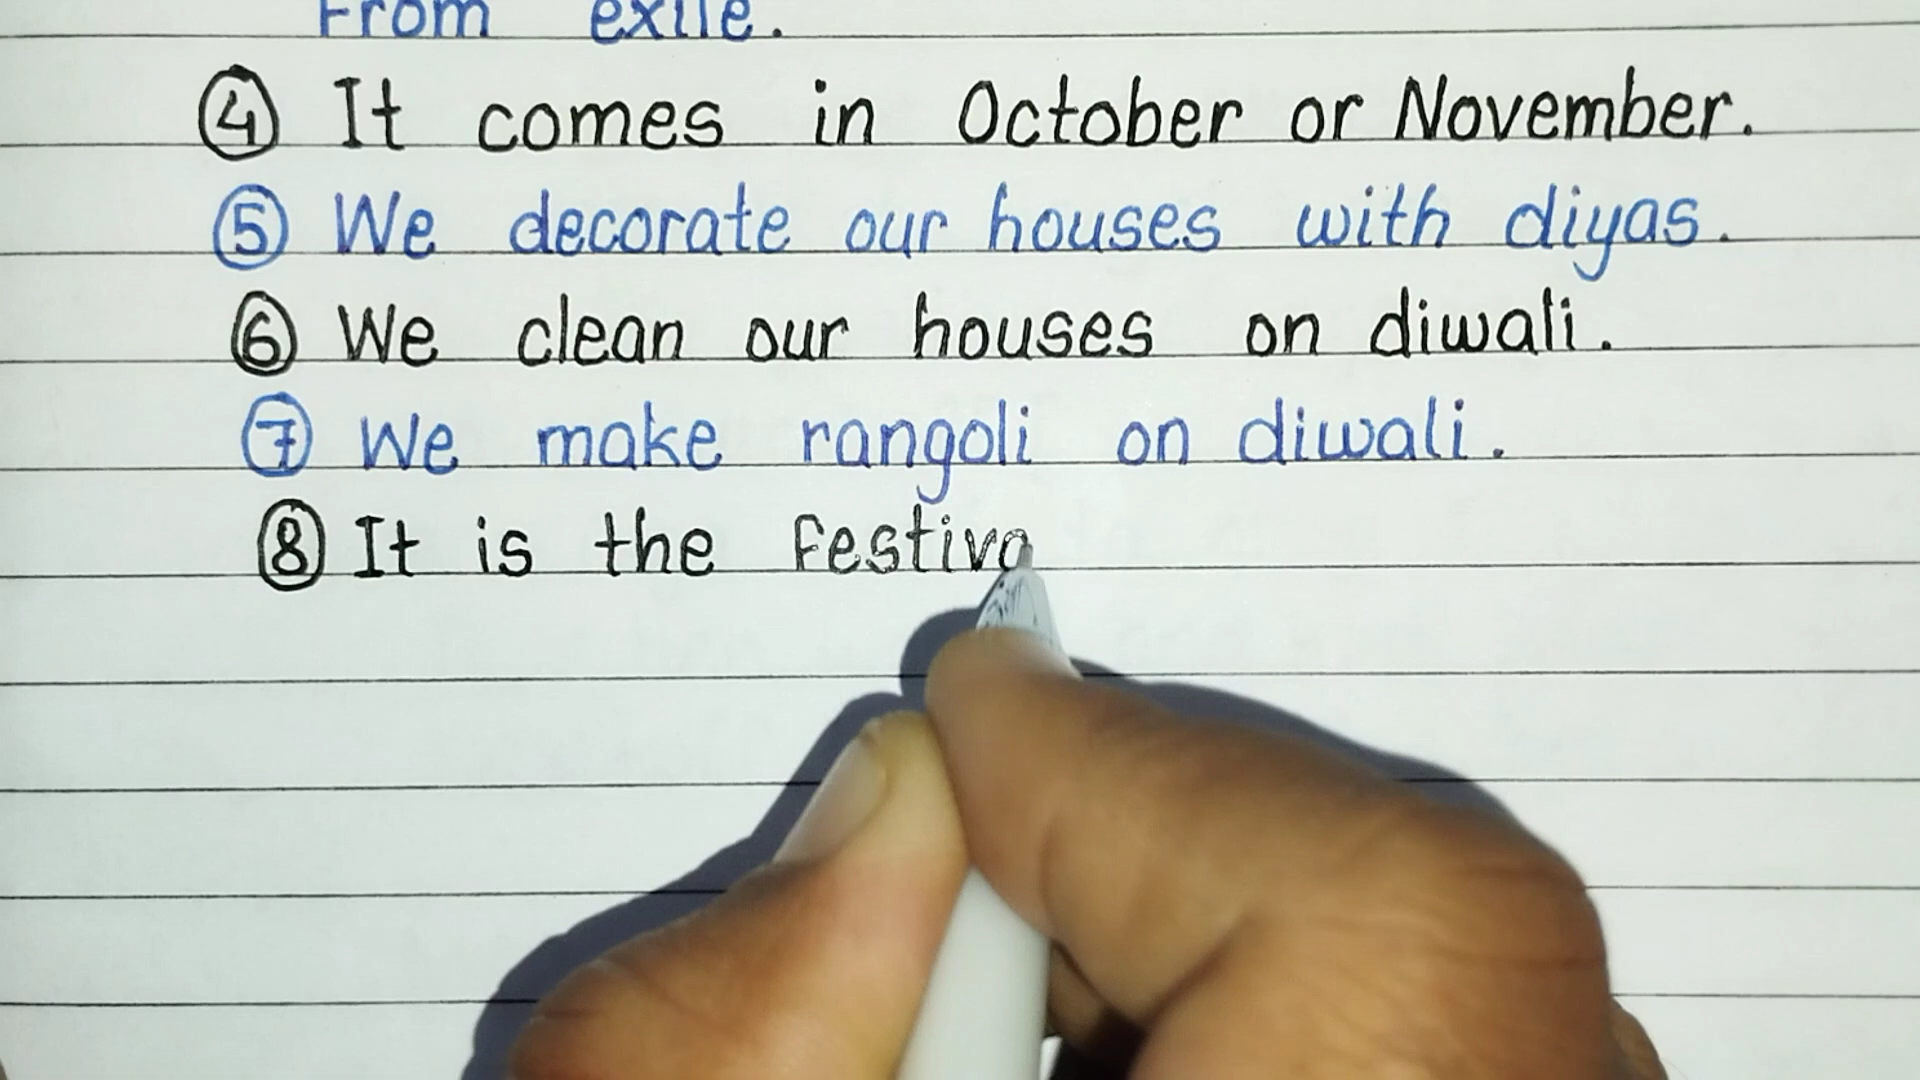 From exile.
④ It comes in October or November.
⑤ We decorate our houses with diyas.
⑥ We clean our houses on diwali.
⑦ We make rangoli on diwali.
⑧ It is the Festiva